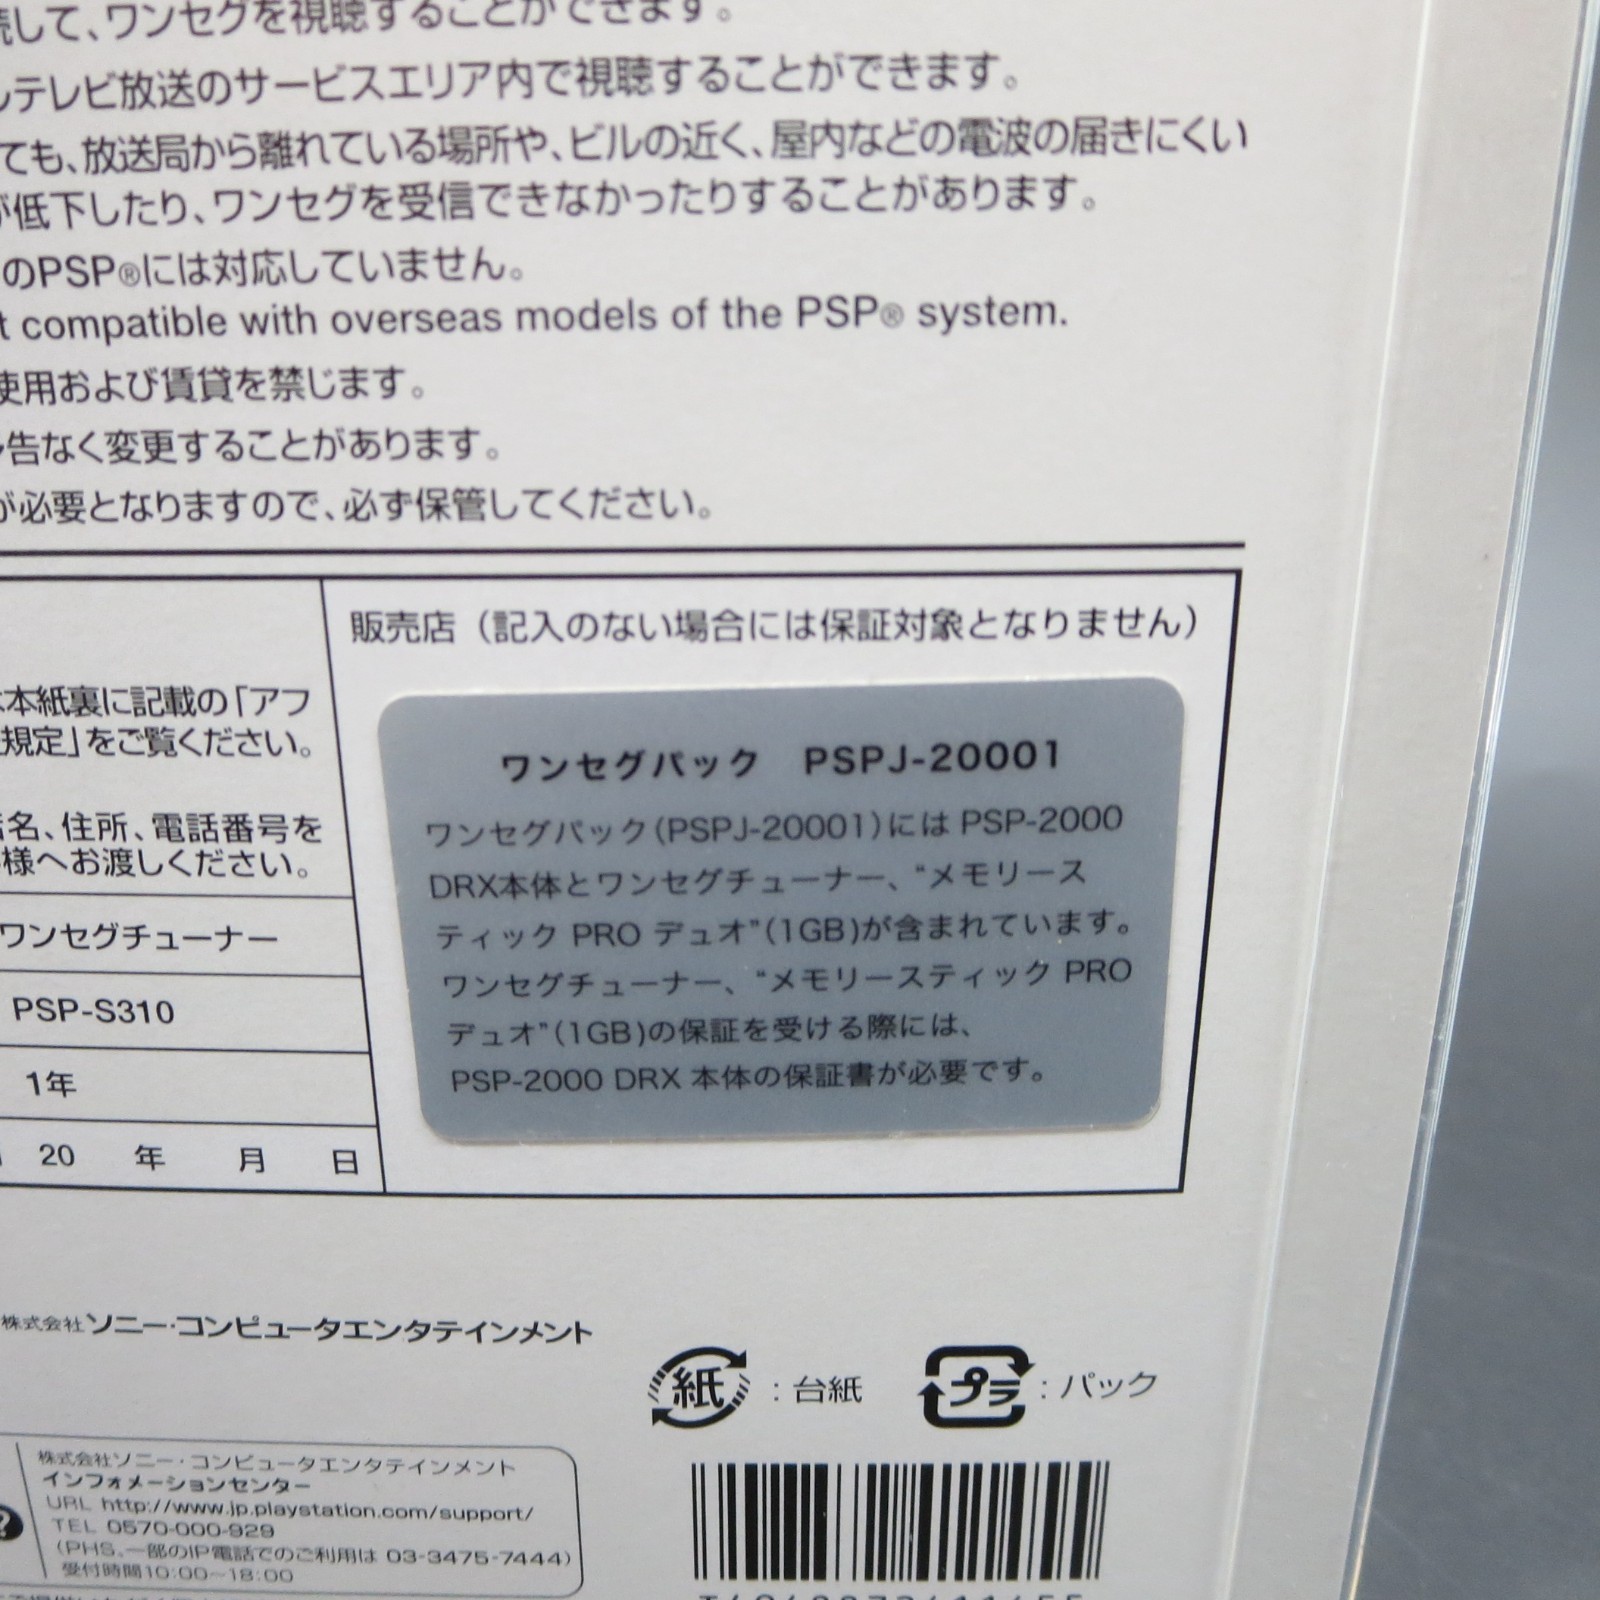 して、ワンセグを視聴することができます。
テレビ放送のサービスエリア内で視聴することができます。
ても、放送局から離れている場所や、ビルの近く、屋内などの電波の届きにくい
が低下したり、ワンセグを受信できなかったりすることがあります。
のPSP®には対応していません。
t compatible with overseas models of the PSP® system.
使用および賃貸を禁じます。
告なく変更することがあります。
が必要となりますので、必ず保管してください。
販売店（記入のない場合には保証対象となりません）
本紙裏に記載の「アフ
規定」をご覧ください。
名、住所、電話番号を
様へお渡しください。
ワンセグチューナー
PSP-S310
1年
20 年 月 日
ワンセグパック PSPJ-20001
ワンセグパック(PSPJ-20001)には PSP-2000
DRX本体とワンセグチューナー、“メモリース
ティック PRO デュオ”(1GB)が含まれています。
ワンセグチューナー、“メモリースティック PRO
デュオ”(1GB)の保証を受ける際には、
PSP-2000 DRX 本体の保証書が必要です。
株式会社ソニー・コンピュータエンタテインメント
紙：台紙 プラ：パック
株式会社ソニー・コンピュータエンタテインメント
インフォメーションセンター
URL http://www.jp.playstation.com/support/
TEL 0570-000-929
（PHS、一部のIP電話でのご利用は 03-3475-7444）
受付時間10:00～18:00
?